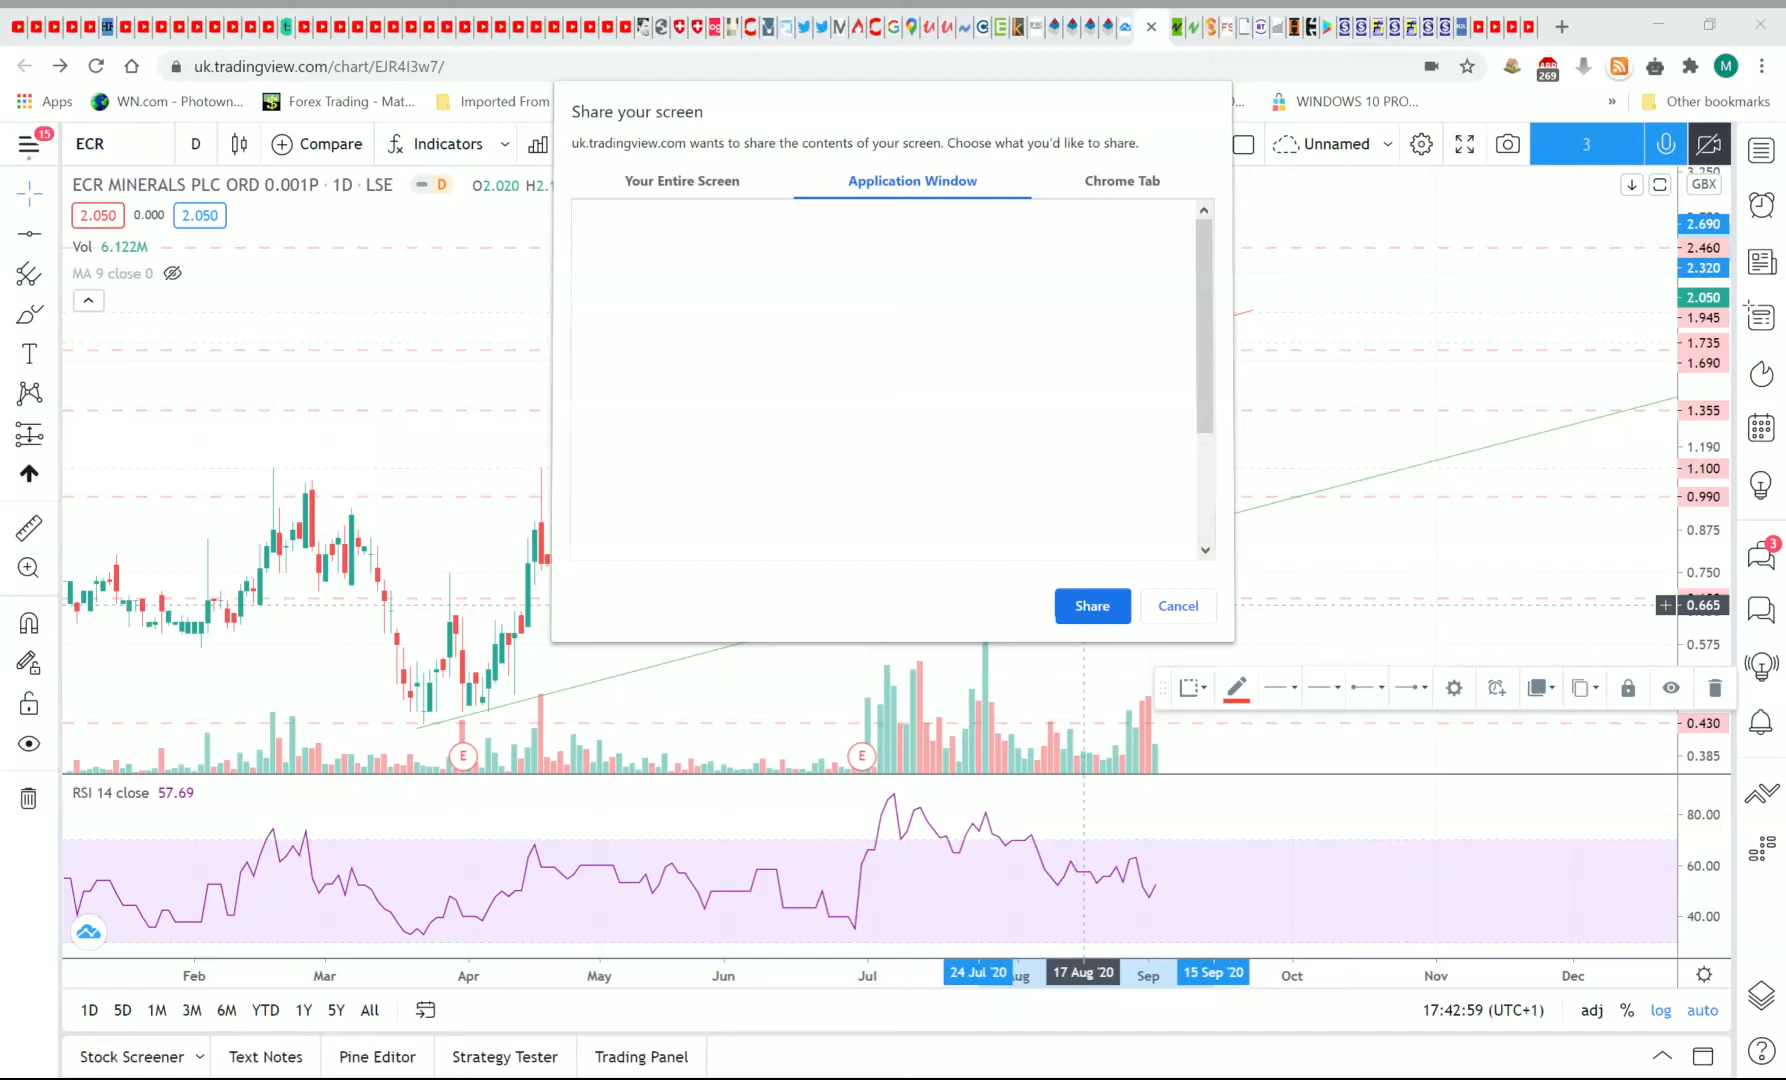 uk.tradingview.com/chart/EJR4I3w7/
269
M
Apps
WN.com - Photown...
Forex Trading - Mat...
Imported From
WINDOWS 10 PRO...
»
Other bookmarks
Share your screen
uk.tradingview.com wants to share the contents of your screen. Choose what you'd like to share.
Your Entire Screen
Application Window
Chrome Tab
Share
Cancel
15
ECR
D
Compare
Indicators
Unnamed
3
ECR MINERALS PLC ORD 0.001P · 1D · LSE
D
O2.020 H2.1
2.050
0.000
2.050
Vol 6.122M
MA 9 close 0
GBX
2.690
2.460
2.320
2.050
1.945
1.735
1.690
1.355
1.190
1.100
0.990
0.875
0.750
0.665
0.575
0.430
0.385
3
E
E
RSI 14 close 57.69
80.00
60.00
40.00
Feb
Mar
Apr
May
Jun
Jul
24 Jul '20
17 Aug '20
Sep
15 Sep '20
Oct
Nov
Dec
1D
5D
1M
3M
6M
YTD
1Y
5Y
All
17:42:59 (UTC+1)
adj
%
log
auto
Stock Screener
Text Notes
Pine Editor
Strategy Tester
Trading Panel